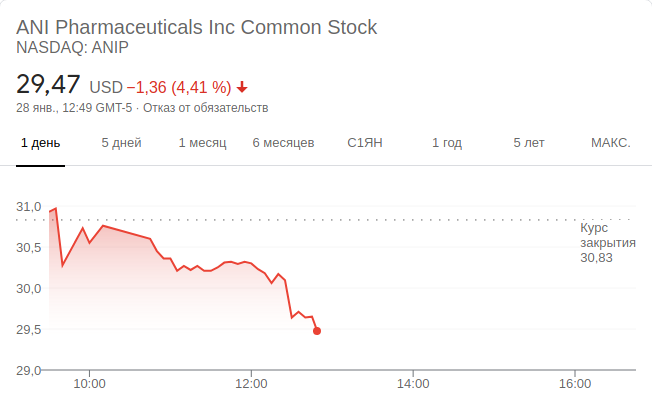 ANI Pharmaceuticals Inc Common Stock
NASDAQ: ANIP
29,47 USD −1,36 (4,41 %)
28 янв., 12:49 GMT-5 · Отказ от обязательств
1 день 5 дней 1 месяц 6 месяцев С1ЯН 1 год 5 лет МАКС.
31,0
Курс
закрытия
30,83
30,5
30,0
29,5
29,0
10:00 12:00 14:00 16:00